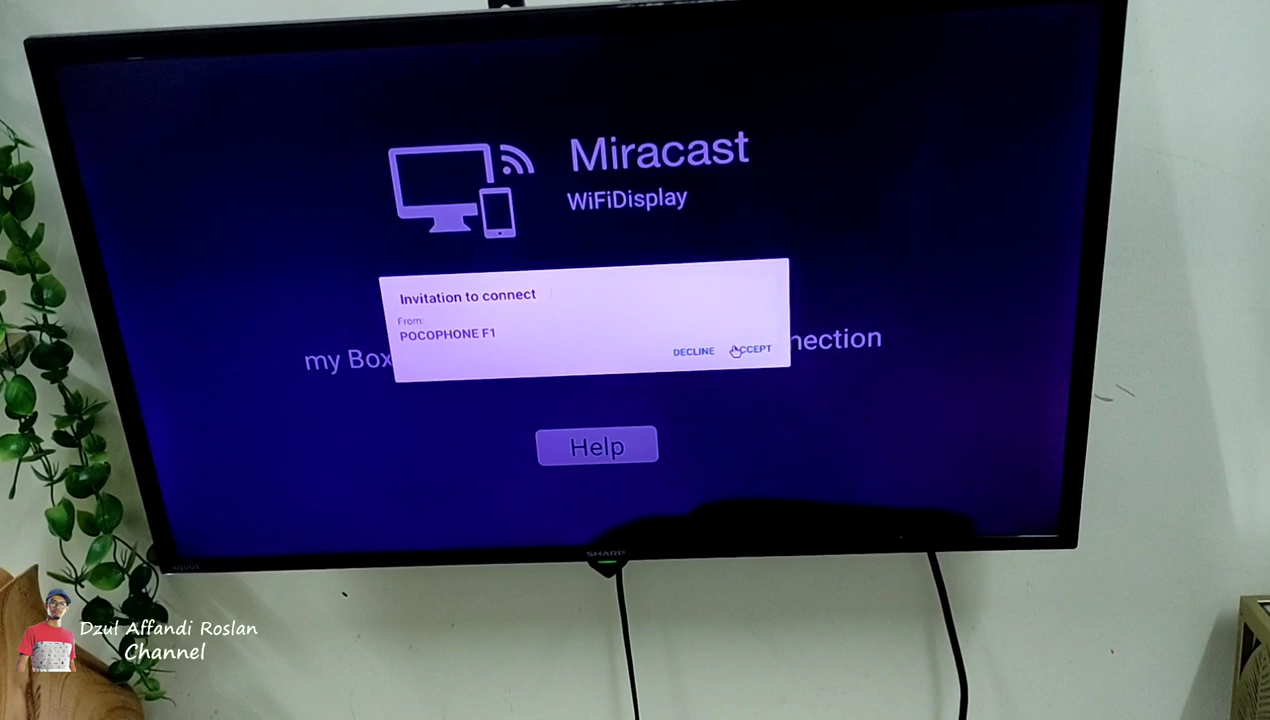 Miracast
WiFiDisplay
Invitation to connect
From:
POCOPHONE F1
DECLINE
ACCEPT
my Box
nection
Help
SHARP
AQUOS
Dzul Affandi Roslan
Channel